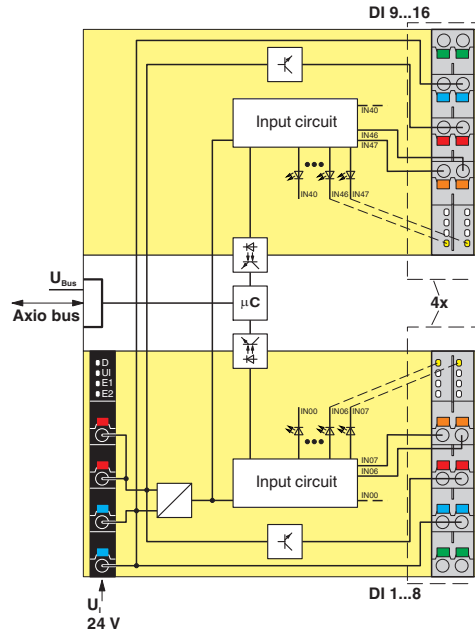 DI 9...16
Input circuit
IN40
IN46
IN47
IN40
IN46
IN47
UBus
Axio bus
µC
4x
D
UI
E1
E2
IN00
IN06
IN07
Input circuit
IN07
IN06
IN00
UI
24 V
DI 1...8